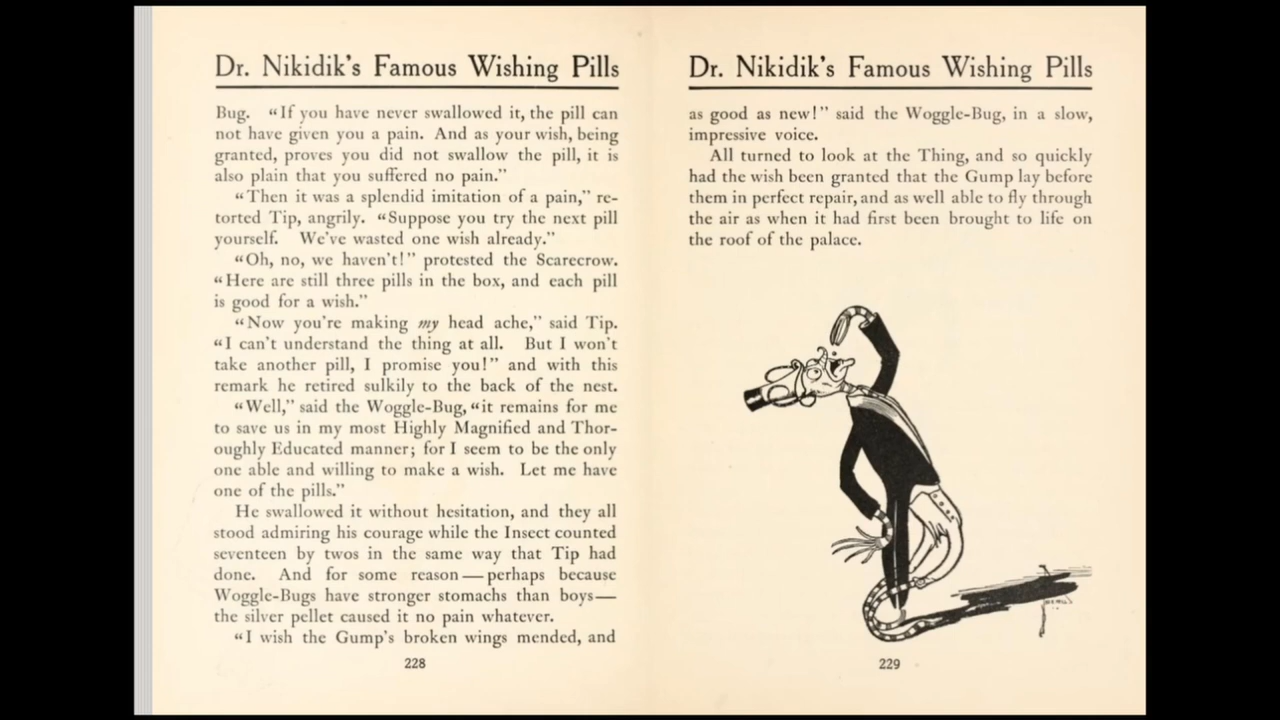 Dr. Nikidik's Famous Wishing Pills
Bug. "If you have never swallowed it, the pill can
not have given you a pain. And as your wish, being
granted, proves you did not swallow the pill, it is
also plain that you suffered no pain."
"Then it was a splendid imitation of a pain," re-
torted Tip, angrily. "Suppose you try the next pill
yourself. We've wasted one wish already."
"Oh, no, we haven't!" protested the Scarecrow.
"Here are still three pills in the box, and each pill
is good for a wish."
"Now you're making my head ache," said Tip.
"I can't understand the thing at all. But I won't
take another pill, I promise you!" and with this
remark he retired sulkily to the back of the nest.
"Well," said the Woggle-Bug, "it remains for me
to save us in my most Highly Magnified and Thor-
oughly Educated manner; for I seem to be the only
one able and willing to make a wish. Let me have
one of the pills."
He swallowed it without hesitation, and they all
stood admiring his courage while the Insect counted
seventeen by twos in the same way that Tip had
done. And for some reason—perhaps because
Woggle-Bugs have stronger stomachs than boys—
the silver pellet caused it no pain whatever.
"I wish the Gump's broken wings mended, and
228
Dr. Nikidik's Famous Wishing Pills
as good as new!" said the Woggle-Bug, in a slow,
impressive voice.
All turned to look at the Thing, and so quickly
had the wish been granted that the Gump lay before
them in perfect repair, and as well able to fly through
the air as when it had first been brought to life on
the roof of the palace.
229